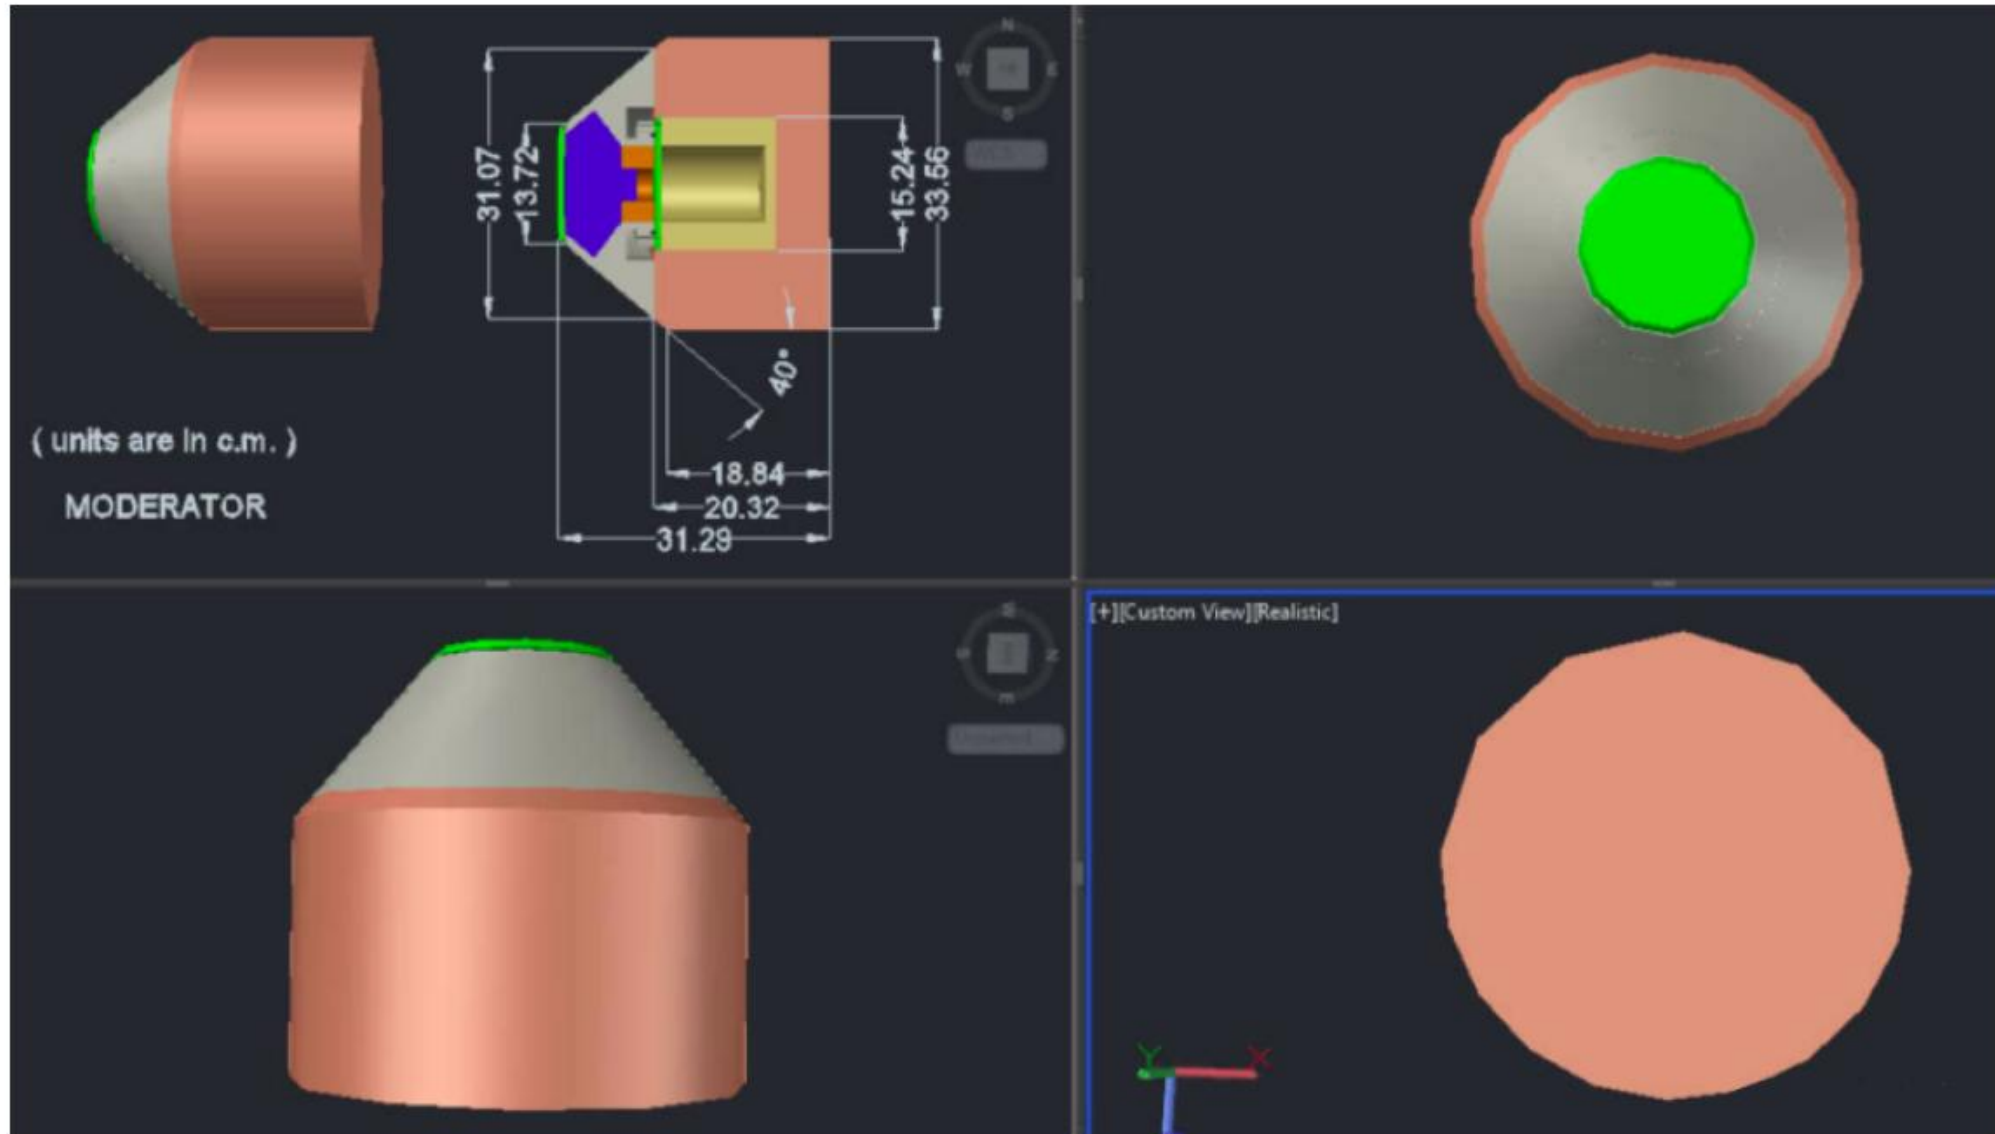 31.07
13.72
15.24
33.56
40°
18.84
20.32
31.29
( units are in c.m. )
MODERATOR
N
W
E
S
[+][Custom View][Realistic]
Y
X